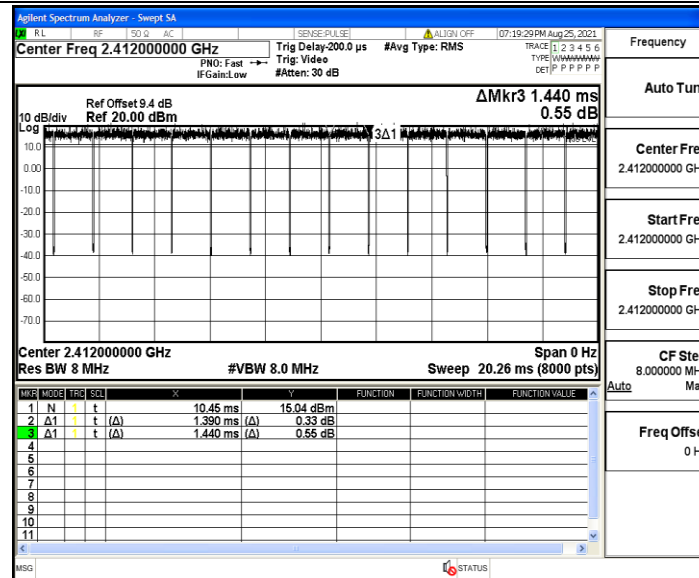 Agilent Spectrum Analyzer - Swept SA
RL RF 50 Ω AC SENSE:PULSE ALIGN OFF 07:19:29PM Aug 25, 2021
Center Freq 2.412000000 GHz Trig Delay-200.0 µs #Avg Type: RMS TRACE 1 2 3 4 5 6
PNO: Fast Trig: Video TYPE WWWWWW
IFGain:Low #Atten: 30 dB DET P P P P P P
ΔMkr3 1.440 ms
0.55 dB
Ref Offset 9.4 dB
10 dB/div Ref 20.00 dBm
Log
3Δ1
10.0
0.00
-10.0
-20.0
-30.0
-40.0
-50.0
-60.0
-70.0
Center 2.412000000 GHz Span 0 Hz
Res BW 8 MHz #VBW 8.0 MHz Sweep 20.26 ms (8000 pts)
MKR MODE TRC SCL X Y FUNCTION FUNCTION WIDTH FUNCTION VALUE
1 N 1 t 10.45 ms 15.04 dBm
2 Δ1 1 t (Δ) 1.390 ms (Δ) 0.33 dB
3 Δ1 1 t (Δ) 1.440 ms (Δ) 0.55 dB
4
5
6
7
8
9
10
11
MSG STATUS
Frequency
Auto Tun
Center Fre
2.412000000 GH
Start Fre
2.412000000 GH
Stop Fre
2.412000000 GH
CF Ste
8.000000 MH
Auto Ma
Freq Offs
0 H